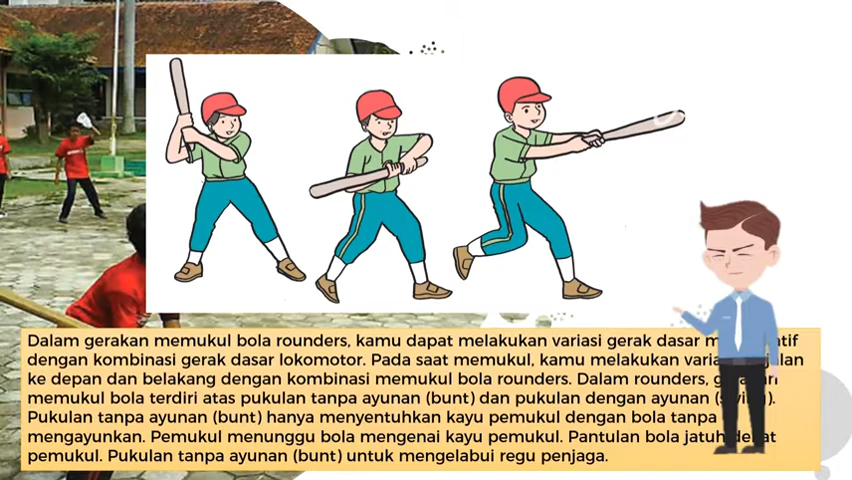 Dalam gerakan memukul bola rounders, kamu dapat melakukan variasi gerak dasar
dengan kombinasi gerak dasar lokomotor. Pada saat memukul, kamu melakukan
ke depan dan belakang dengan kombinasi memukul bola rounders. Dalam rounders,
memukul bola terdiri atas pukulan tanpa ayunan (bunt) dan pukulan dengan ayunan
Pukulan tanpa ayunan (bunt) hanya menyentuhkan kayu pemukul dengan bola tanpa
mengayunkan. Pemukul menunggu bola mengenai kayu pemukul. Pantulan bola jatuh dekat
pemukul. Pukulan tanpa ayunan (bunt) untuk mengelabui regu penjaga.